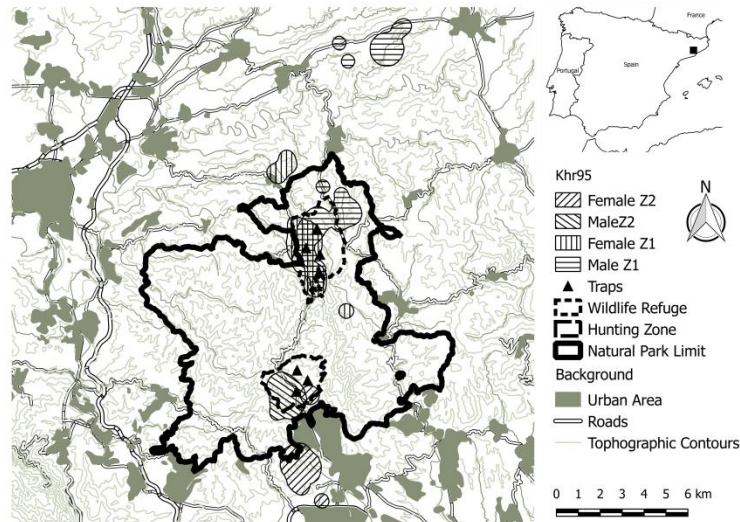 France
Portugal
Spain
Khr95
Female Z2
MaleZ2
Female Z1
Male Z1
Traps
Wildlife Refuge
Hunting Zone
Natural Park Limit
Background
Urban Area
Roads
Tophographic Contours
N
0 1 2 3 4 5 6 km